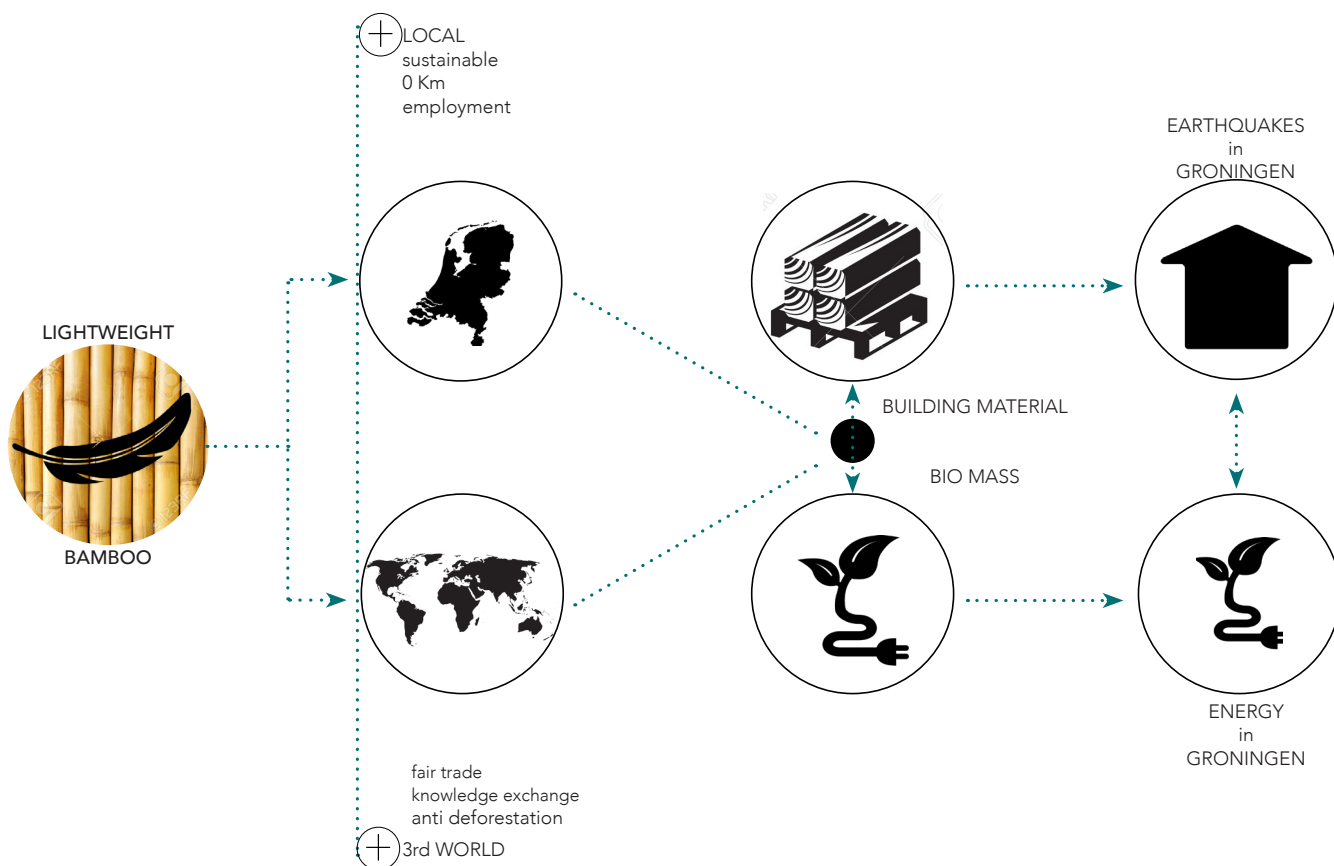 LOCAL
sustainable
0 Km
employment
EARTHQUAKES
in
GRONINGEN
LIGHTWEIGHT
BAMBOO
BUILDING MATERIAL
BIO MASS
ENERGY
in
GRONINGEN
fair trade
knowledge exchange
anti deforestation
3rd WORLD